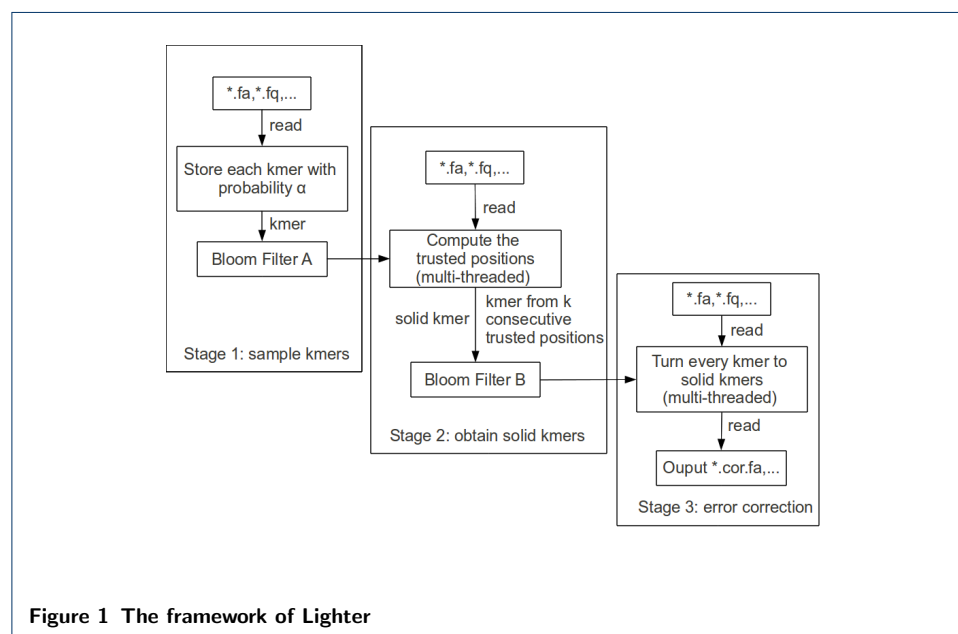 *.fa,*.fq,...
read
Store each kmer with
probability α
kmer
Bloom Filter A
Stage 1: sample kmers
*.fa,*.fq,...
read
Compute the
trusted positions
(multi-threaded)
solid kmer
kmer from k
consecutive
trusted positions
Bloom Filter B
Stage 2: obtain solid kmers
*.fa,*.fq,...
read
Turn every kmer to
solid kmers
(multi-threaded)
read
Ouput *.cor.fa,...
Stage 3: error correction
Figure 1 The framework of Lighter